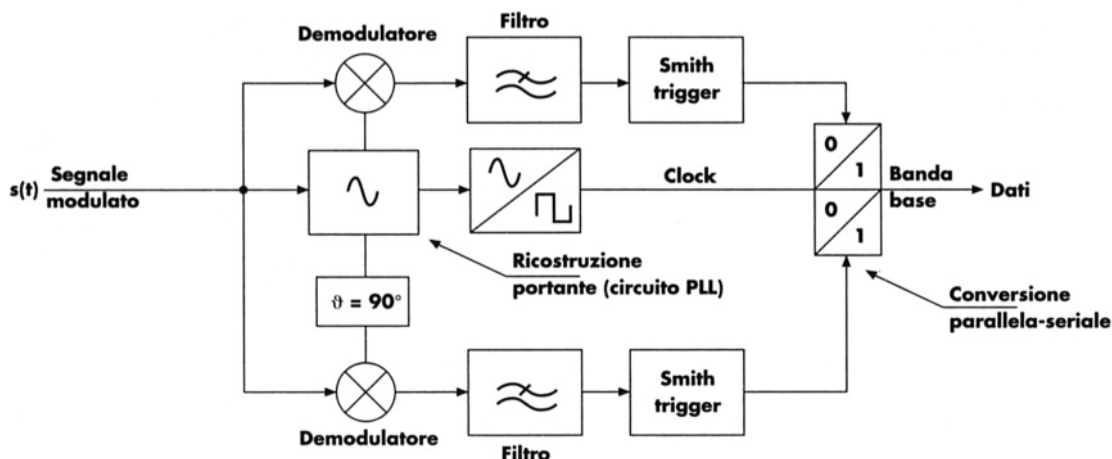 Demodulatore
Filtro
Smith
trigger
0
1
s(t)
Segnale
modulato
Clock
Banda
base
Dati
0
1
Ricostruzione
portante (circuito PLL)
ϑ = 90°
Conversione
parallela-seriale
Smith
trigger
Demodulatore
Filtro